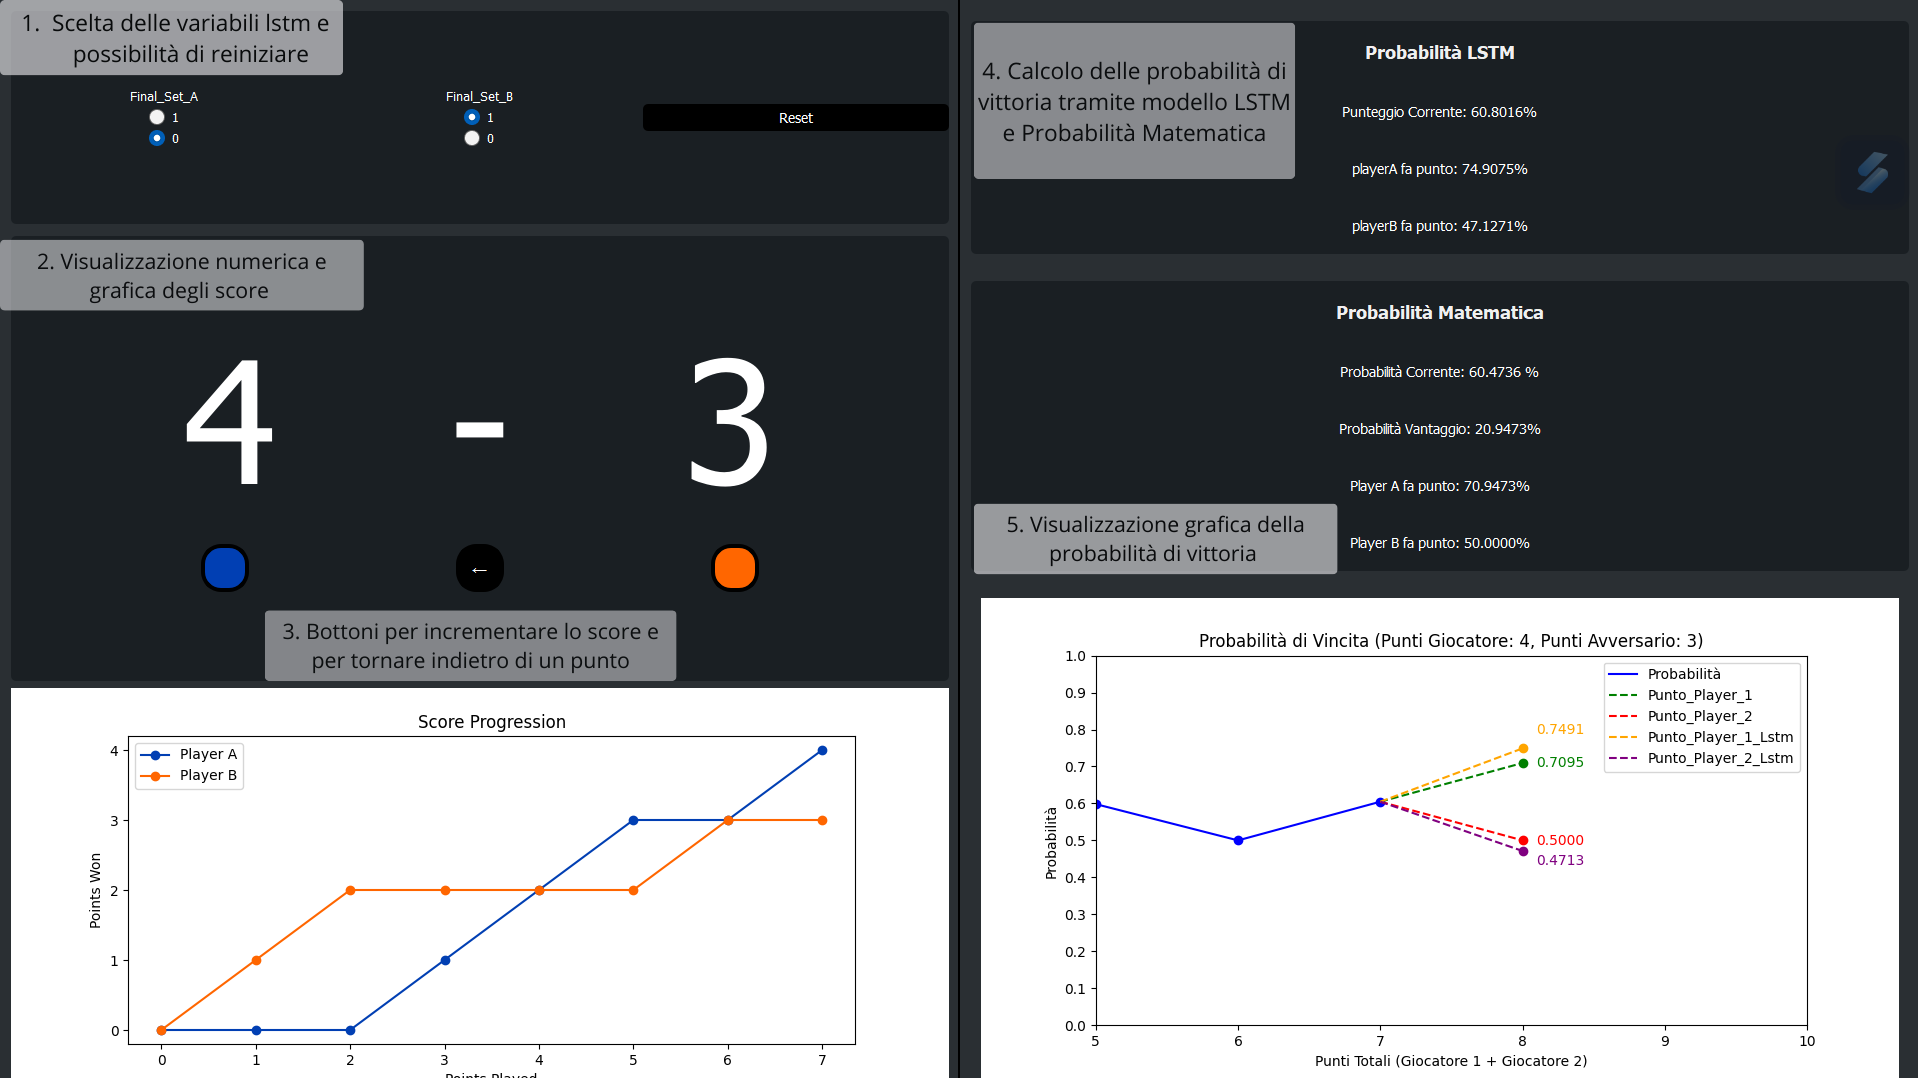 1. Scelta delle variabili lstm e
possibilità di reiniziare
Final_Set_A
1
0
Final_Set_B
1
0
Reset
2. Visualizzazione numerica e
grafica degli score
4 - 3
←
3. Bottoni per incrementare lo score e
per tornare indietro di un punto
Score Progression
Player A
Player B
Points Won
4
3
2
1
0
0 1 2 3 4 5 6 7
Points Played
4. Calcolo delle probabilità di
vittoria tramite modello LSTM
e Probabilità Matematica
Probabilità LSTM
Punteggio Corrente: 60.8016%
playerA fa punto: 74.9075%
playerB fa punto: 47.1271%
Probabilità Matematica
Probabilità Corrente: 60.4736 %
Probabilità Vantaggio: 20.9473%
Player A fa punto: 70.9473%
Player B fa punto: 50.0000%
5. Visualizzazione grafica della
probabilità di vittoria
Probabilità di Vincita (Punti Giocatore: 4, Punti Avversario: 3)
Probabilità
Punto_Player_1
Punto_Player_2
Punto_Player_1_Lstm
Punto_Player_2_Lstm
0.7491
0.7095
0.5000
0.4713
Probabilità
1.0
0.9
0.8
0.7
0.6
0.5
0.4
0.3
0.2
0.1
0.0
5 6 7 8 9 10
Punti Totali (Giocatore 1 + Giocatore 2)